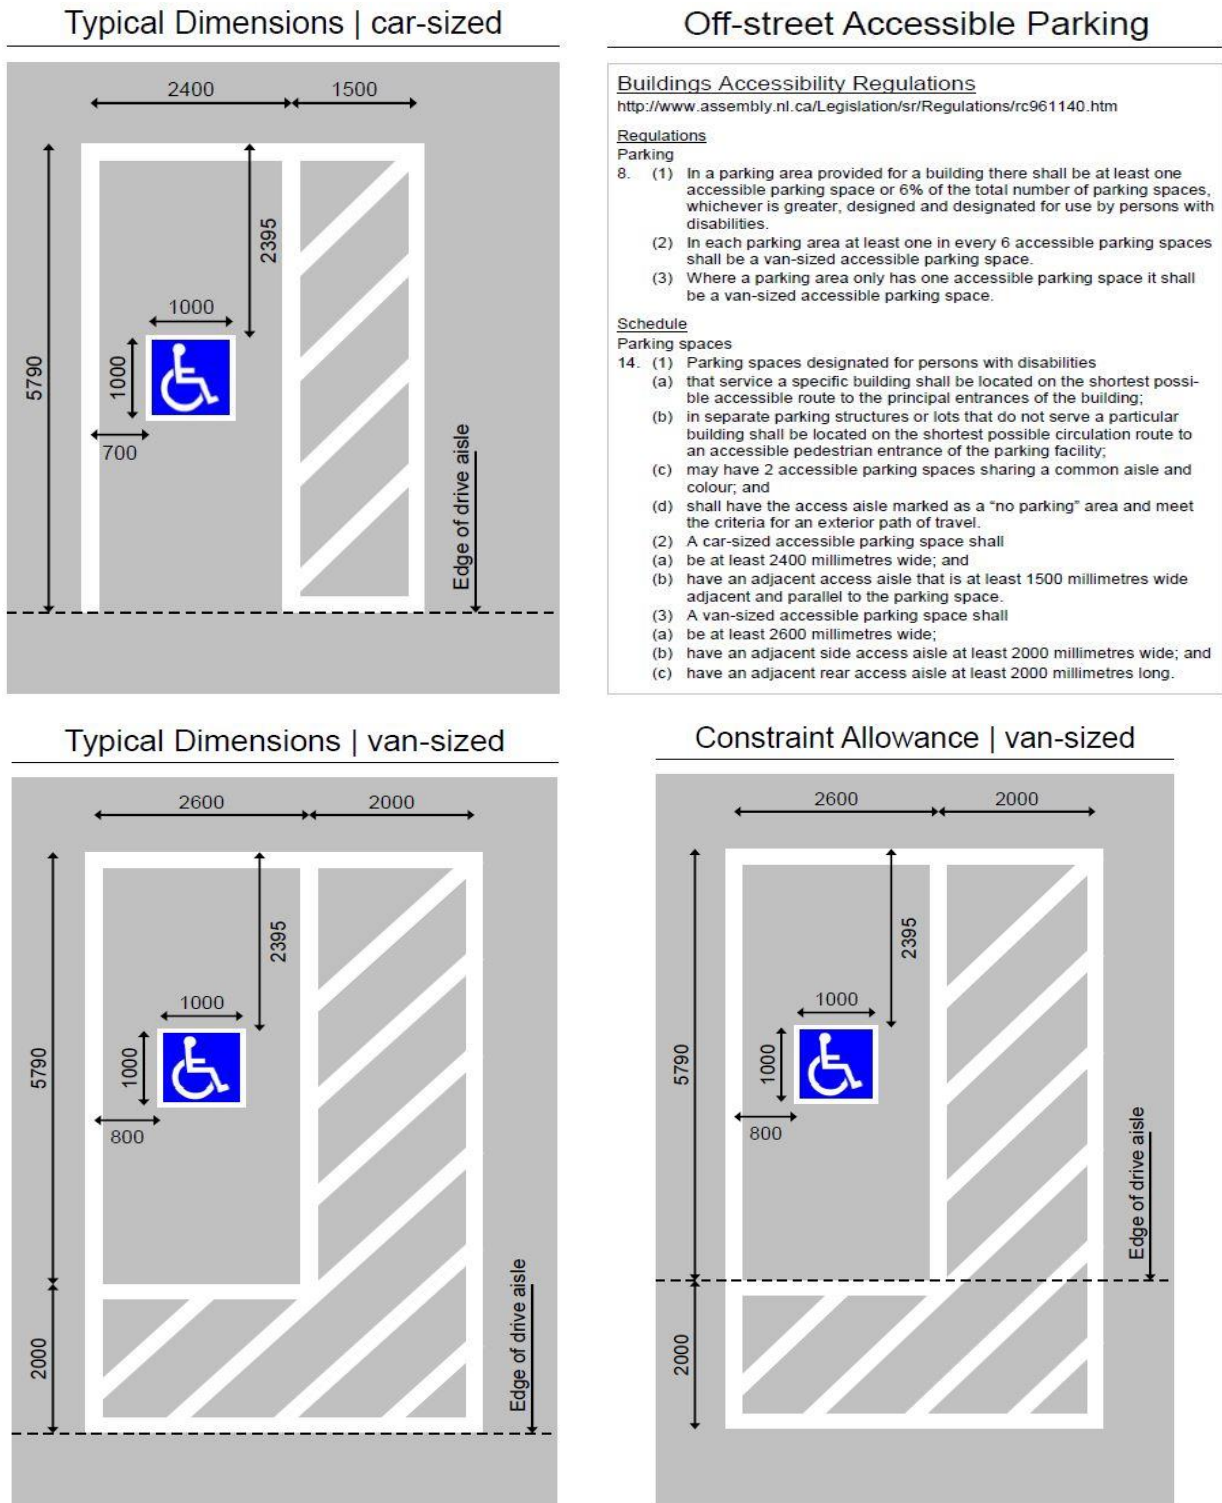 Typical Dimensions | car-sized
2400
1500
5790
2395
1000
1000
700
Edge of drive aisle
Off-street Accessible Parking
Buildings Accessibility Regulations
http://www.assembly.nl.ca/Legislation/sr/Regulations/rc961140.htm
Regulations
Parking
8. (1) In a parking area provided for a building there shall be at least one
accessible parking space or 6% of the total number of parking spaces,
whichever is greater, designed and designated for use by persons with
disabilities.
(2) In each parking area at least one in every 6 accessible parking spaces
shall be a van-sized accessible parking space.
(3) Where a parking area only has one accessible parking space it shall
be a van-sized accessible parking space.
Schedule
Parking spaces
14. (1) Parking spaces designated for persons with disabilities
(a) that service a specific building shall be located on the shortest possi-
ble accessible route to the principal entrances of the building;
(b) in separate parking structures or lots that do not serve a particular
building shall be located on the shortest possible circulation route to
an accessible pedestrian entrance of the parking facility;
(c) may have 2 accessible parking spaces sharing a common aisle and
colour; and
(d) shall have the access aisle marked as a “no parking” area and meet
the criteria for an exterior path of travel.
(2) A car-sized accessible parking space shall
(a) be at least 2400 millimetres wide; and
(b) have an adjacent access aisle that is at least 1500 millimetres wide
adjacent and parallel to the parking space.
(3) A van-sized accessible parking space shall
(a) be at least 2600 millimetres wide;
(b) have an adjacent side access aisle at least 2000 millimetres wide; and
(c) have an adjacent rear access aisle at least 2000 millimetres long.
Typical Dimensions | van-sized
2600
2000
2395
1000
5790
1000
800
2000
Edge of drive aisle
Constraint Allowance | van-sized
2600
2000
2395
1000
5790
1000
800
Edge of drive aisle
2000